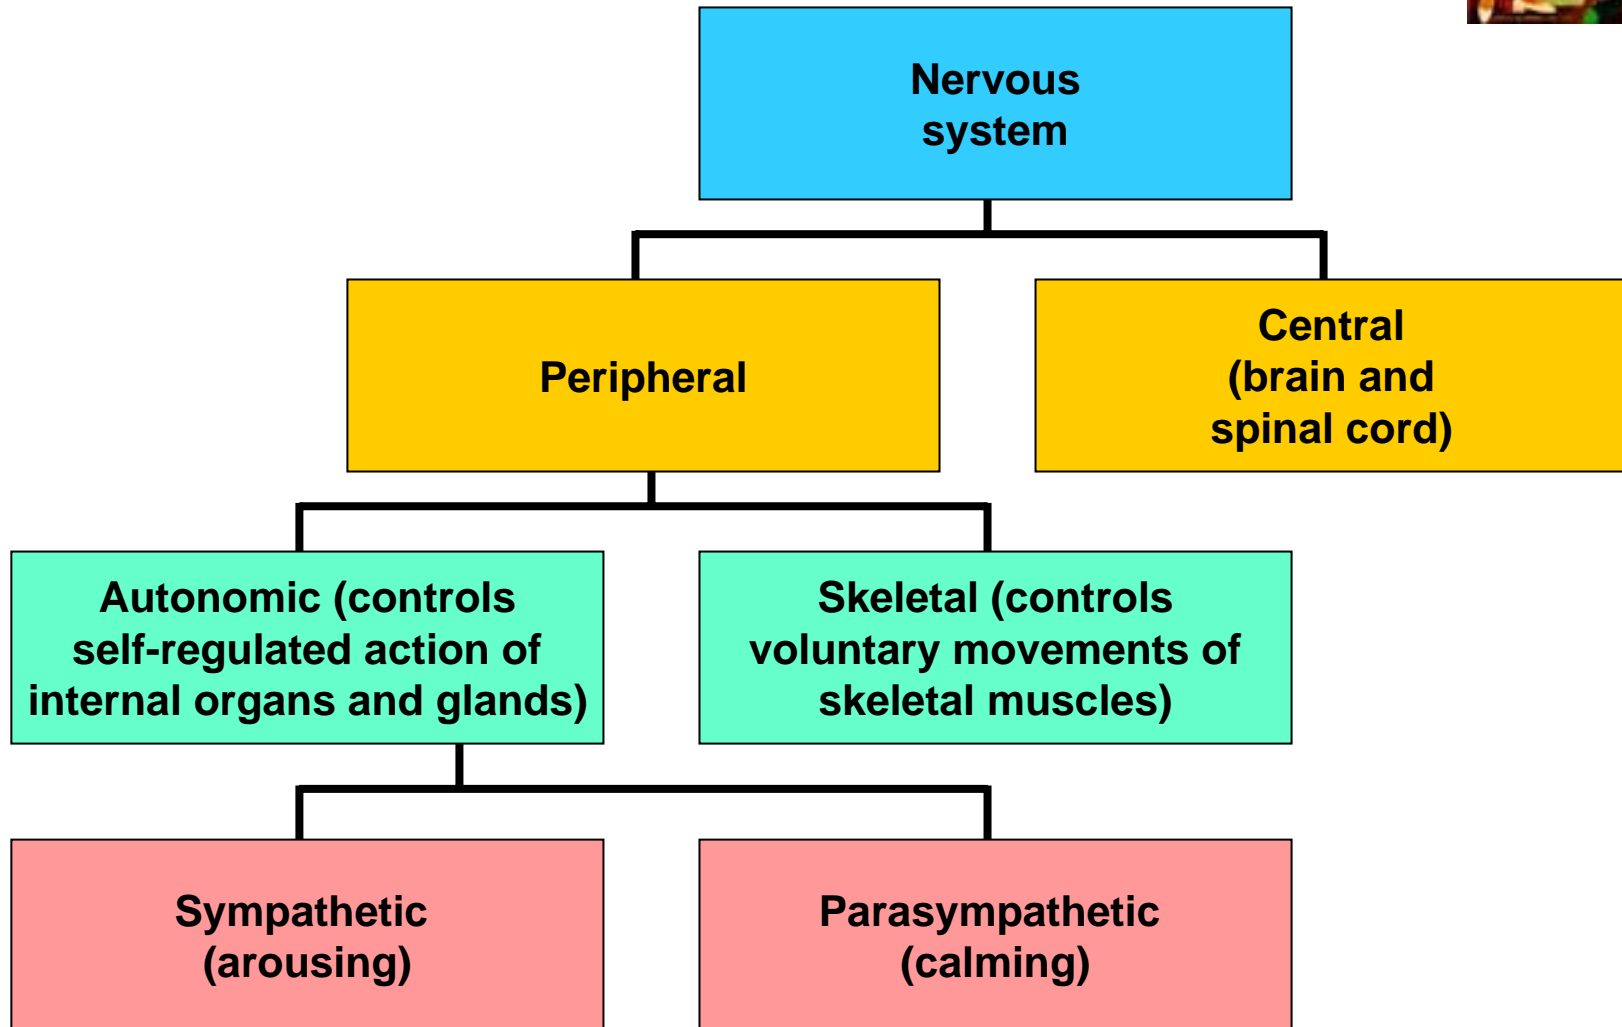 Nervous
system
Peripheral
Central
(brain and
spinal cord)
Autonomic (controls
self-regulated action of
internal organs and glands)
Skeletal (controls
voluntary movements of
skeletal muscles)
Sympathetic
(arousing)
Parasympathetic
(calming)